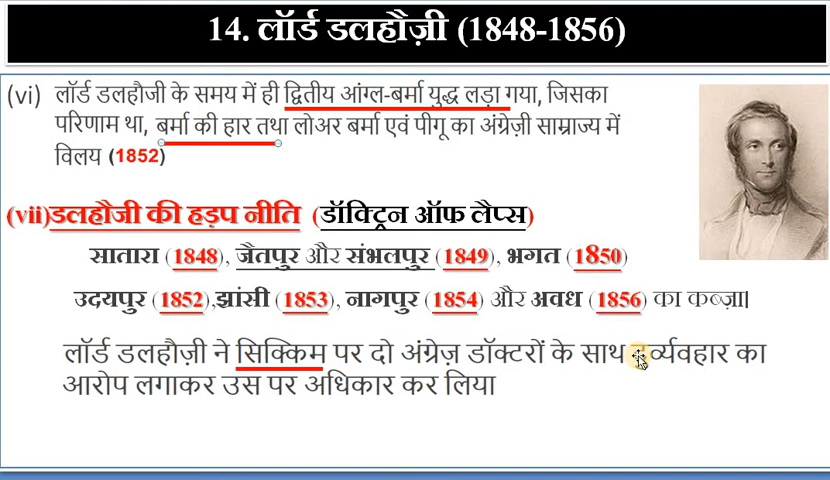 14. लॉर्ड डलहौज़ी (1848-1856)
(vi) लॉर्ड डलहौजी के समय में ही द्वितीय आंग्ल-बर्मा युद्ध लड़ा गया, जिसका
परिणाम था, बर्मा की हार तथा लोअर बर्मा एवं पीगू का अंग्रेज़ी साम्राज्य में
विलय (1852)
(vii)डलहौजी की हड़प नीति (डॉक्ट्रिन ऑफ लैप्स)
सातारा (1848), जैतपुर और संभलपुर (1849), भगत (1850)
उदयपुर (1852),झांसी (1853), नागपुर (1854) और अवध (1856) का कब्ज़ा|
लॉर्ड डलहौज़ी ने सिक्किम पर दो अंग्रेज़ डॉक्टरों के साथ का
आरोप लगाकर उस पर अधिकार कर लिया